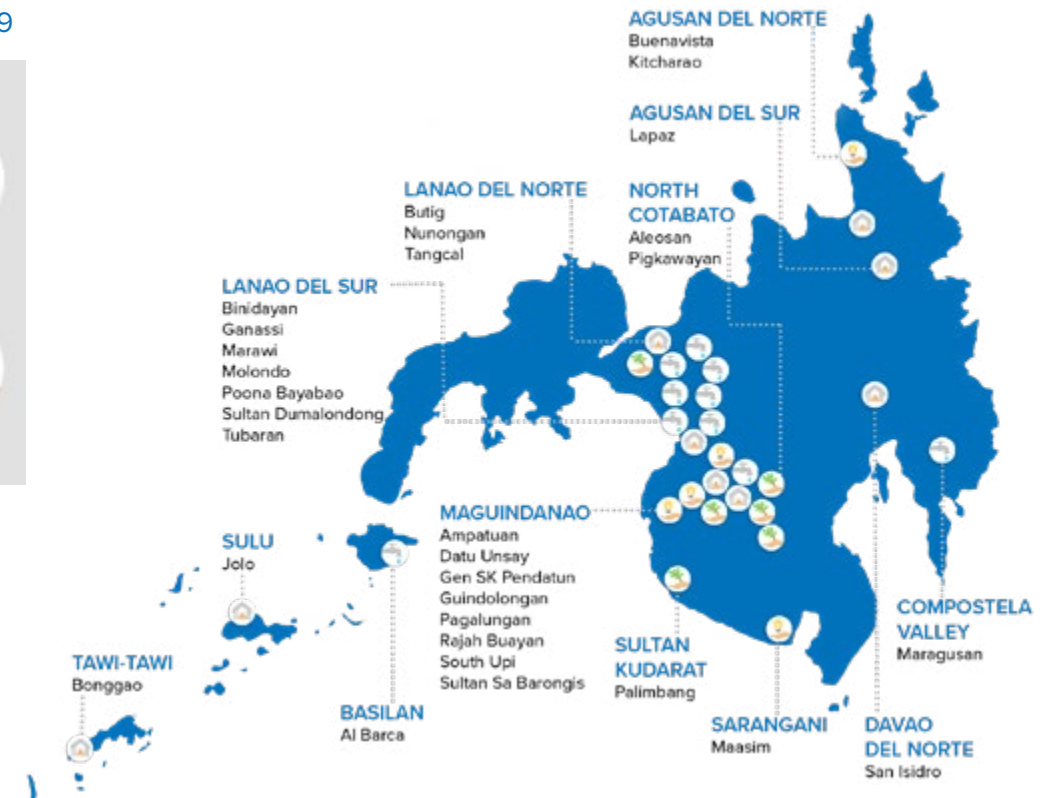 9
AGUSAN DEL NORTE
Buenavista
Kitcharao
AGUSAN DEL SUR
Lapaz
LANAO DEL NORTE
Butig
Nunongan
Tangcal
NORTH
COTABATO
Aleosan
Pigkawayan
LANAO DEL SUR
Binidayan
Ganassi
Marawi
Molondo
Poona Bayabao
Sultan Dumalondong
Tubaran
MAGUINDANAO
Ampatuan
Datu Unsay
Gen SK Pendatun
Guindolongan
Pagalungan
Rajah Buayan
South Upi
Sultan Sa Barongis
SULU
Jolo
TAWI-TAWI
Bonggao
BASILAN
Al Barca
SULTAN
KUDARAT
Palimbang
SARANGANI
Maasim
COMPOSTELA
VALLEY
Maragusan
DAVAO
DEL NORTE
San Isidro